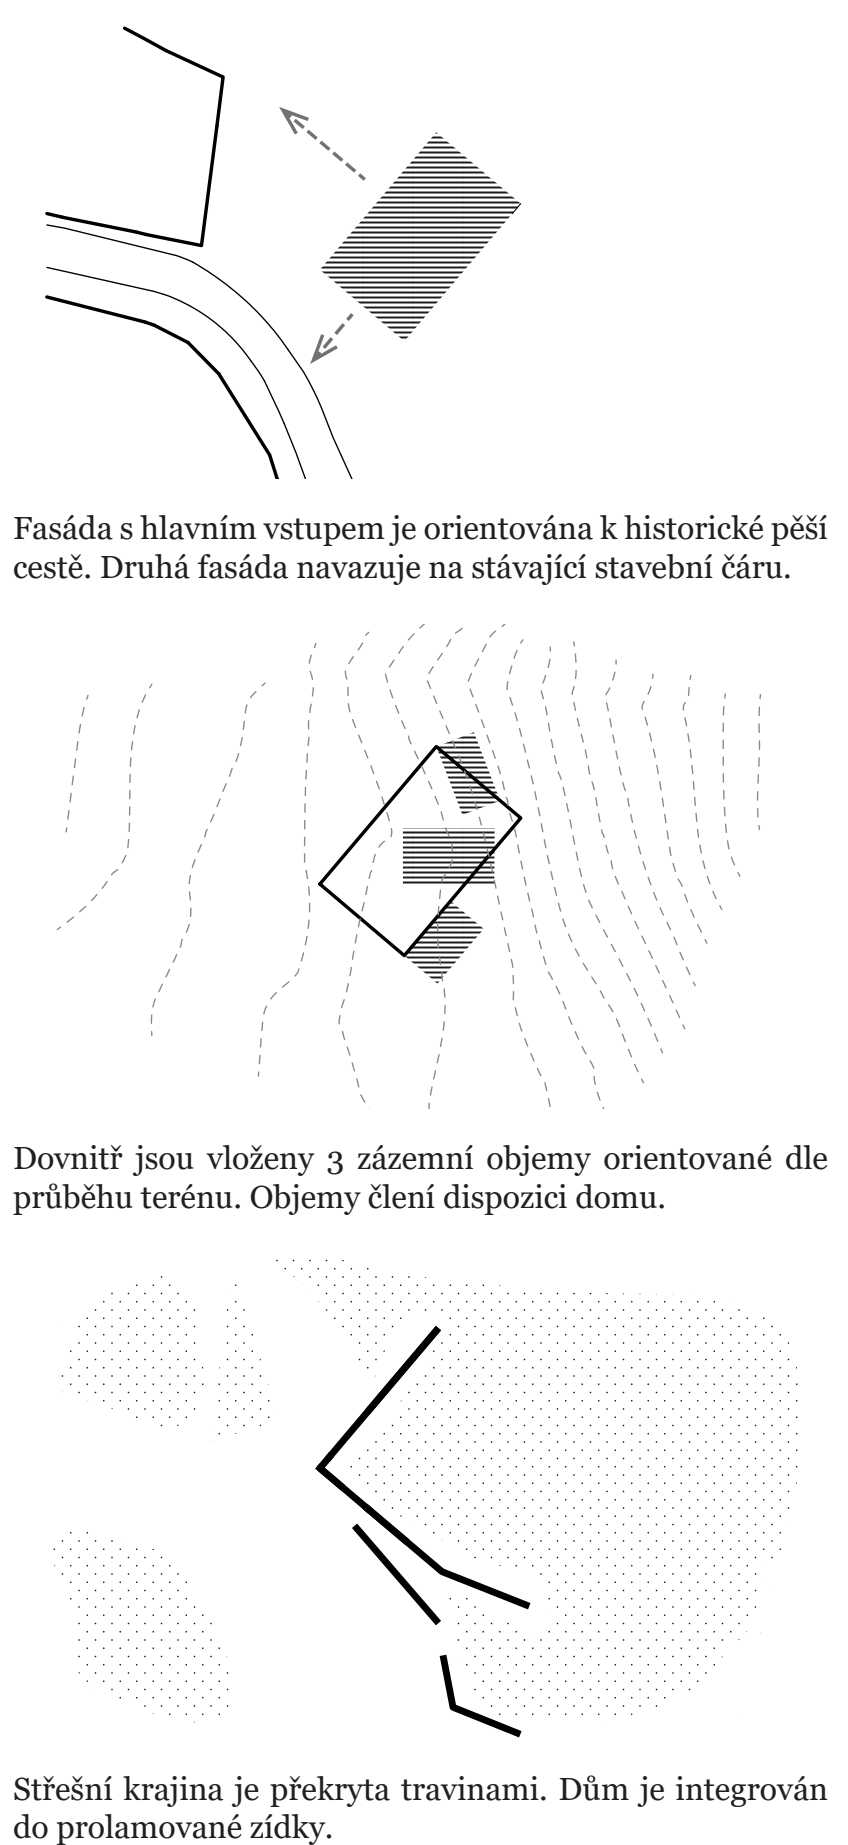 Fasáda s hlavním vstupem je orientována k historické pěší
cestě. Druhá fasáda navazuje na stávající stavební čáru.
Dovnitř jsou vloženy 3 zázemní objemy orientované dle
průběhu terénu. Objemy člení dispozici domu.
Střešní krajina je překryta travinami. Dům je integrován
do prolamované zídky.